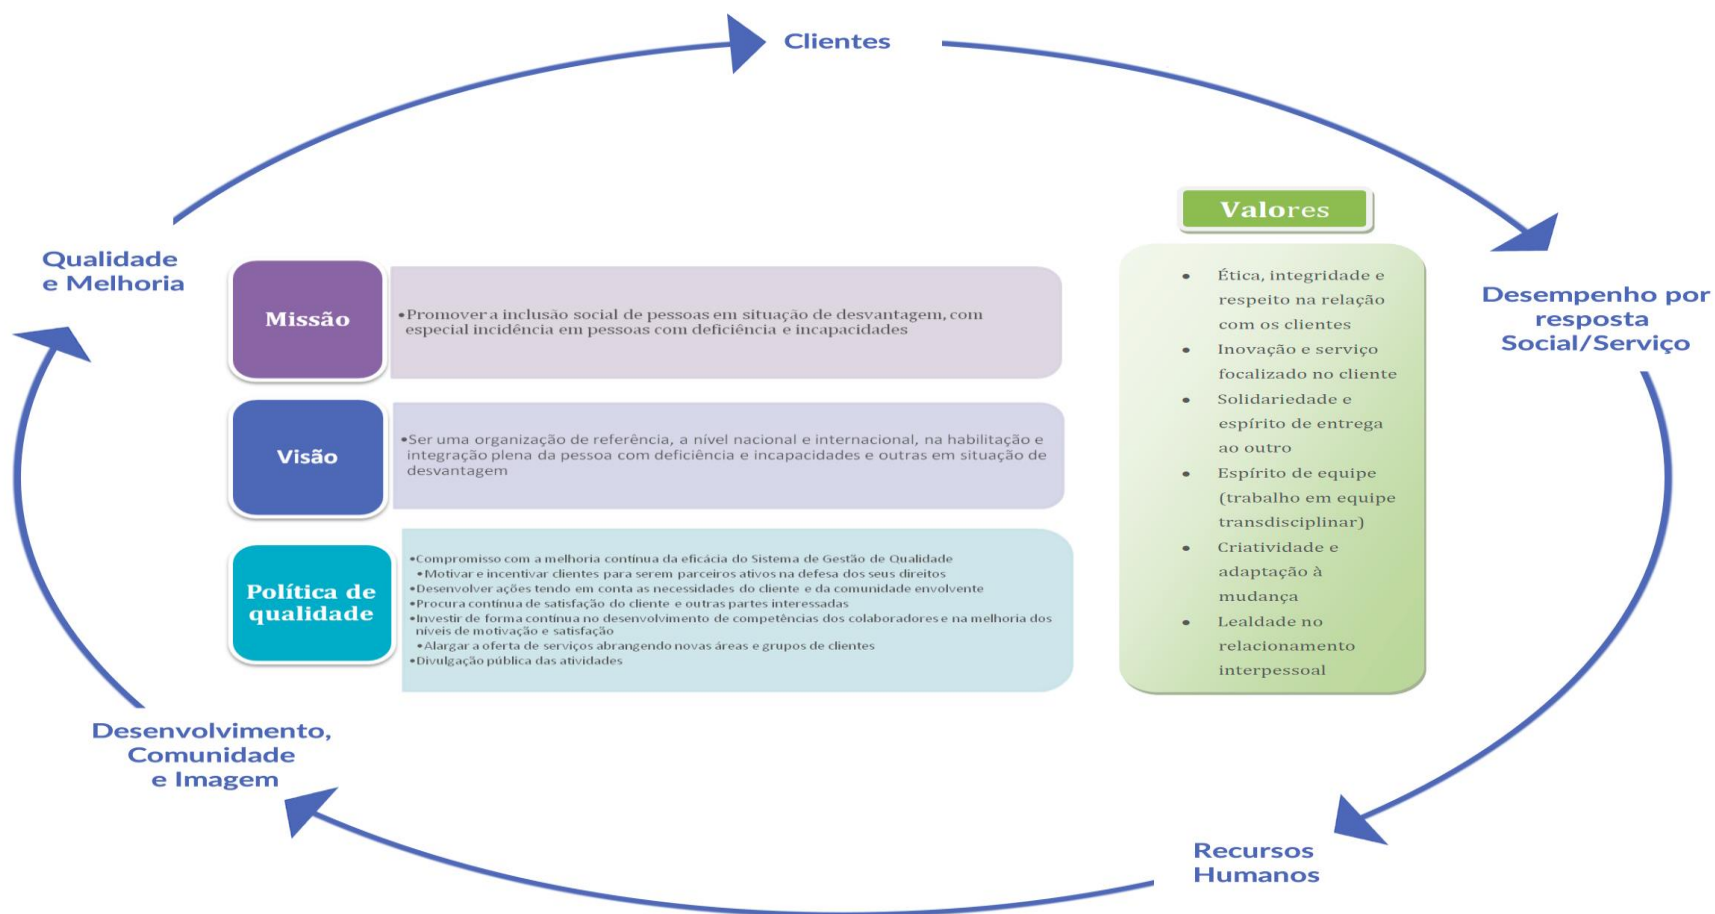 Clientes
Qualidade
e Melhoria
Valores
Missão
•Promover a inclusão social de pessoas em situação de desvantagem, com
especial incidência em pessoas com deficiência e incapacidades
Visão
•Ser uma organização de referência, a nível nacional e internacional, na habilitação e
integração plena da pessoa com deficiência e incapacidades e outras em situação de
desvantagem
Política de
qualidade
•Compromisso com a melhoria contínua da eficácia do Sistema de Gestão de Qualidade
•Motivar e incentivar clientes para serem parceiros ativos na defesa dos seus direitos
•Desenvolver ações tendo em conta as necessidades do cliente e da comunidade envolvente
•Procura contínua de satisfação do cliente e outras partes interessadas
•Investir de forma contínua no desenvolvimento de competências dos colaboradores e na melhoria dos
níveis de motivação e satisfação
•Alargar a oferta de serviços abrangendo novas áreas e grupos de clientes
•Divulgação pública das atividades
• Ética, integridade e
respeito na relação
com os clientes
• Inovação e serviço
focalizado no cliente
• Solidariedade e
espírito de entrega
ao outro
• Espírito de equipe
(trabalho em equipe
transdisciplinar)
• Criatividade e
adaptação à
mudança
• Lealdade no
relacionamento
interpessoal
Desempenho por
resposta
Social/Serviço
Desenvolvimento,
Comunidade
e Imagem
Recursos
Humanos